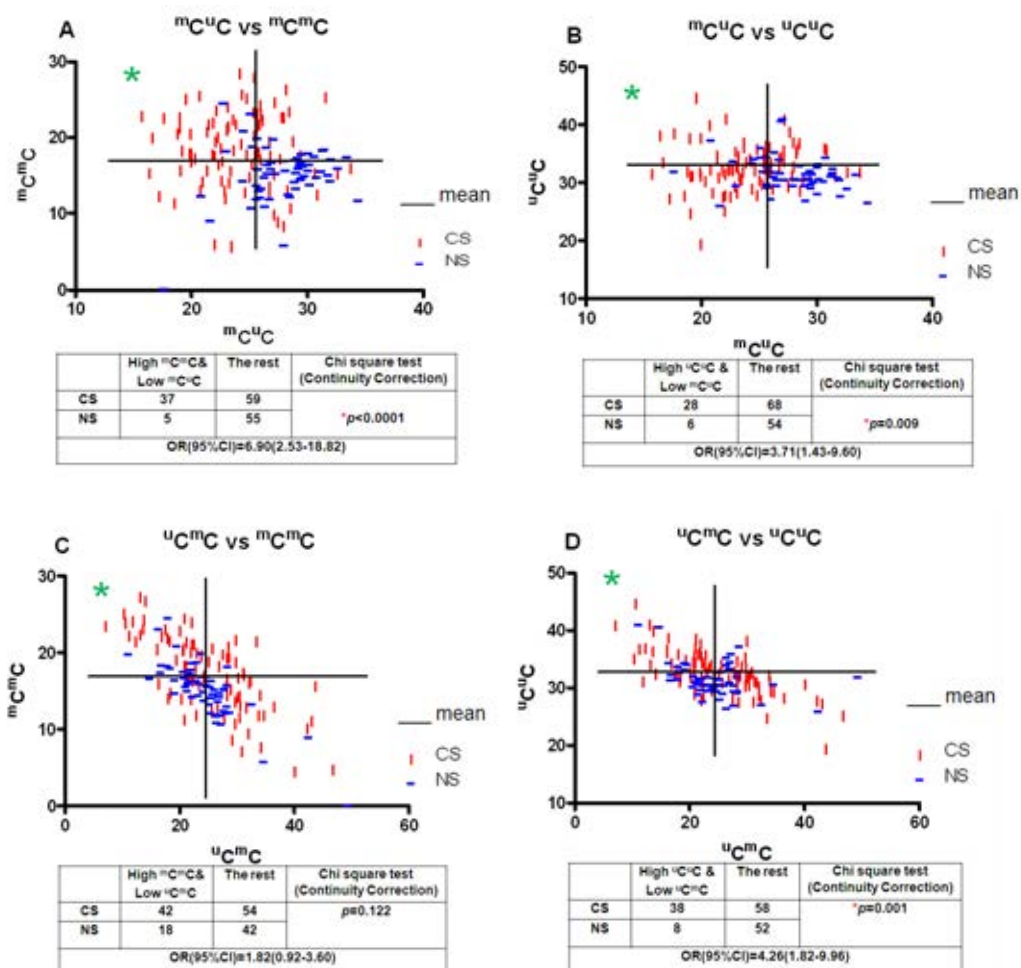 A
ᵐCᵘC vs ᵐCᵐC
30
*
20
ᵐCᵐC
10
0
10 20 30 40
ᵐCᵘC
mean
CS
NS
High ᵐCᵐC& Low ᵐCᵘC The rest Chi square test (Continuity Correction)
CS 37 59
NS 5 55 *p<0.0001
OR(95%CI)=6.90(2.53-18.82)
B
ᵐCᵘC vs ᵘCᵘC
50
*
40
ᵘCᵘC
30
20
10
10 20 30 40
ᵐCᵘC
mean
CS
NS
High ᵘCᵘC & Low ᵐCᵘC The rest Chi square test (Continuity Correction)
CS 28 68
NS 6 54 *p=0.009
OR(95%CI)=3.71(1.43-9.60)
C
ᵘCᵐC vs ᵐCᵐC
30
*
20
ᵐCᵐC
10
0
0 20 40 60
ᵘCᵐC
mean
CS
NS
High ᵐCᵐC& Low ᵘCᵐC The rest Chi square test (Continuity Correction)
CS 42 54 p=0.122
NS 18 42
OR(95%CI)=1.82(0.92-3.60)
D
ᵘCᵐC vs ᵘCᵘC
50
*
40
ᵘCᵘC
30
20
10
0 20 40 60
ᵘCᵐC
mean
CS
NS
High ᵘCᵘC & Low ᵘCᵐC The rest Chi square test (Continuity Correction)
CS 38 58 *p=0.001
NS 8 52
OR(95%CI)=4.26(1.82-9.96)